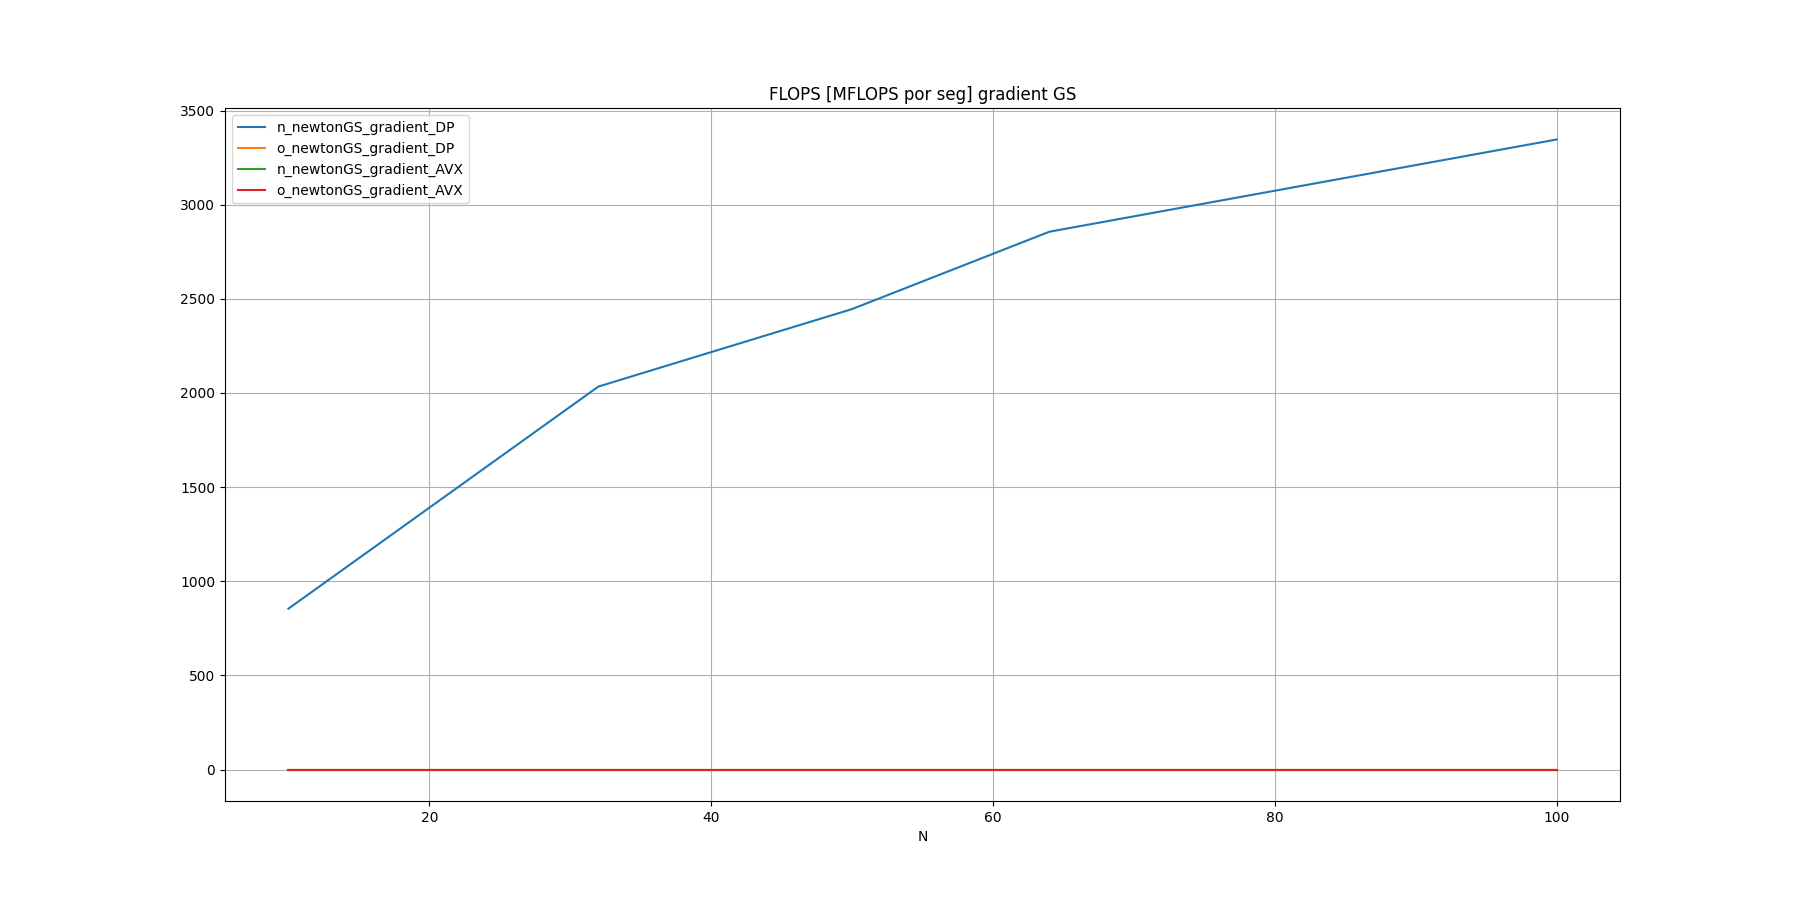 FLOPS [MFLOPS por seg] gradient GS
n_newtonGS_gradient_DP
o_newtonGS_gradient_DP
n_newtonGS_gradient_AVX
o_newtonGS_gradient_AVX
3500
3000
2500
2000
1500
1000
500
0
20 40 60 80 100
N